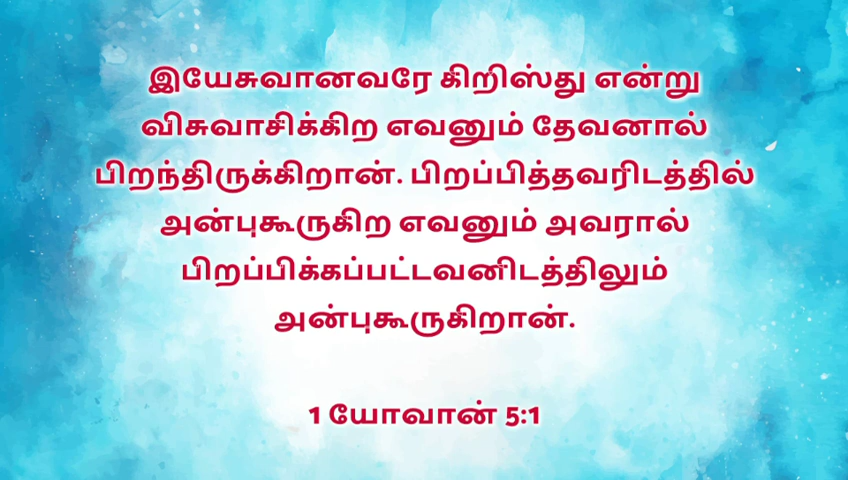 இயேசுவானவரே கிறிஸ்து என்று
விசுவாசிக்கிற எவனும் தேவனால்
பிறந்திருக்கிறான். பிறப்பித்தவரிடத்தில்
அன்புகூருகிற எவனும் அவரால்
பிறப்பிக்கப்பட்டவனிடத்திலும்
அன்புகூருகிறான்.
1 யோவான் 5:1